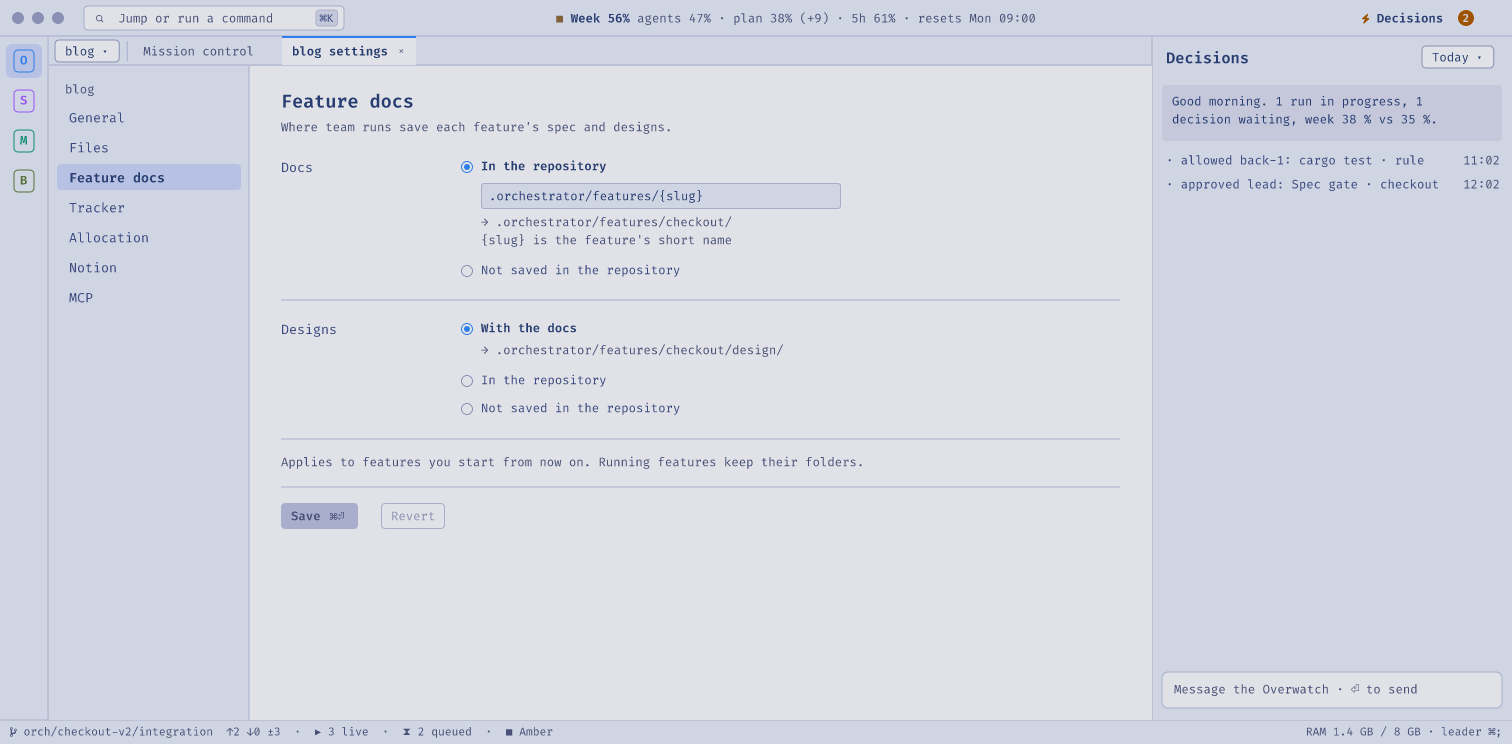 Jump or run a command ⌘K
■ Week 56% agents 47% · plan 38% (+9) · 5h 61% · resets Mon 09:00
Decisions 2
O
S
M
B
blog ▾
Mission control
blog settings ×
blog
General
Files
Feature docs
Tracker
Allocation
Notion
MCP
Feature docs
Where team runs save each feature's spec and designs.
Docs
In the repository
.orchestrator/features/{slug}
→ .orchestrator/features/checkout/
{slug} is the feature's short name
Not saved in the repository
Designs
With the docs
→ .orchestrator/features/checkout/design/
In the repository
Not saved in the repository
Applies to features you start from now on. Running features keep their folders.
Save ⌘⏎
Revert
Decisions
Today ▾
Good morning. 1 run in progress, 1
decision waiting, week 38 % vs 35 %.
· allowed back-1: cargo test · rule 11:02
· approved lead: Spec gate · checkout 12:02
Message the Overwatch · ⏎ to send
orch/checkout-v2/integration ↑2 ↓0 ±3 · ▶ 3 live · ⧗ 2 queued · ■ Amber
RAM 1.4 GB / 8 GB · leader ⌘;